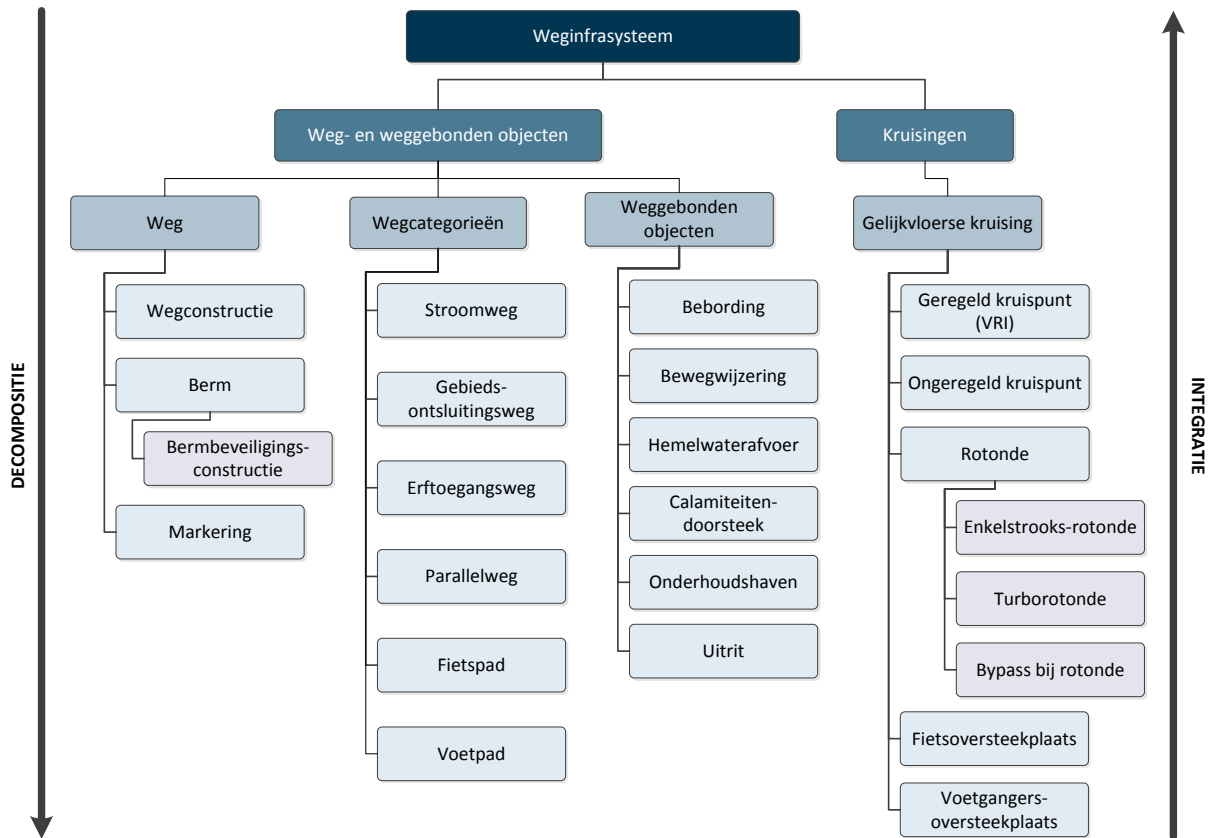 Weginfrasysteem
Weg- en weggebonden objecten
Kruisingen
Weg
Wegcategorieën
Weggebonden
objecten
Gelijkvloerse kruising
Wegconstructie
Berm
Bermbeveiligings-
constructie
Markering
Stroomweg
Gebieds-
ontsluitingsweg
Erftoegangsweg
Parallelweg
Fietspad
Voetpad
Bebording
Bewegwijzering
Hemelwaterafvoer
Calamiteiten-
doorsteek
Onderhoudshaven
Uitrit
Geregeld kruispunt
(VRI)
Ongeregeld kruispunt
Rotonde
Enkelstrooks-rotonde
Turborotonde
Bypass bij rotonde
Fietsoversteekplaats
Voetgangers-
oversteekplaats
DECOMPOSITIE
INTEGRATIE